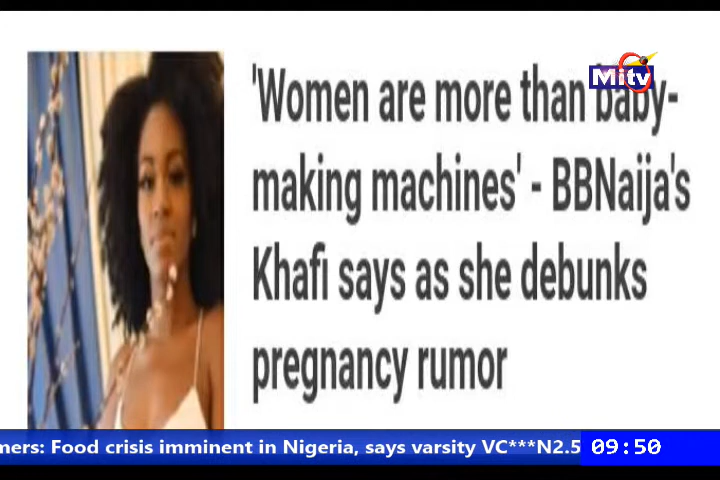 Mitv
'Women are more than baby-
making machines' - BBNaija's
Khafi says as she debunks
pregnancy rumor
mers: Food crisis imminent in Nigeria, says varsity VC***N2.5
09:50